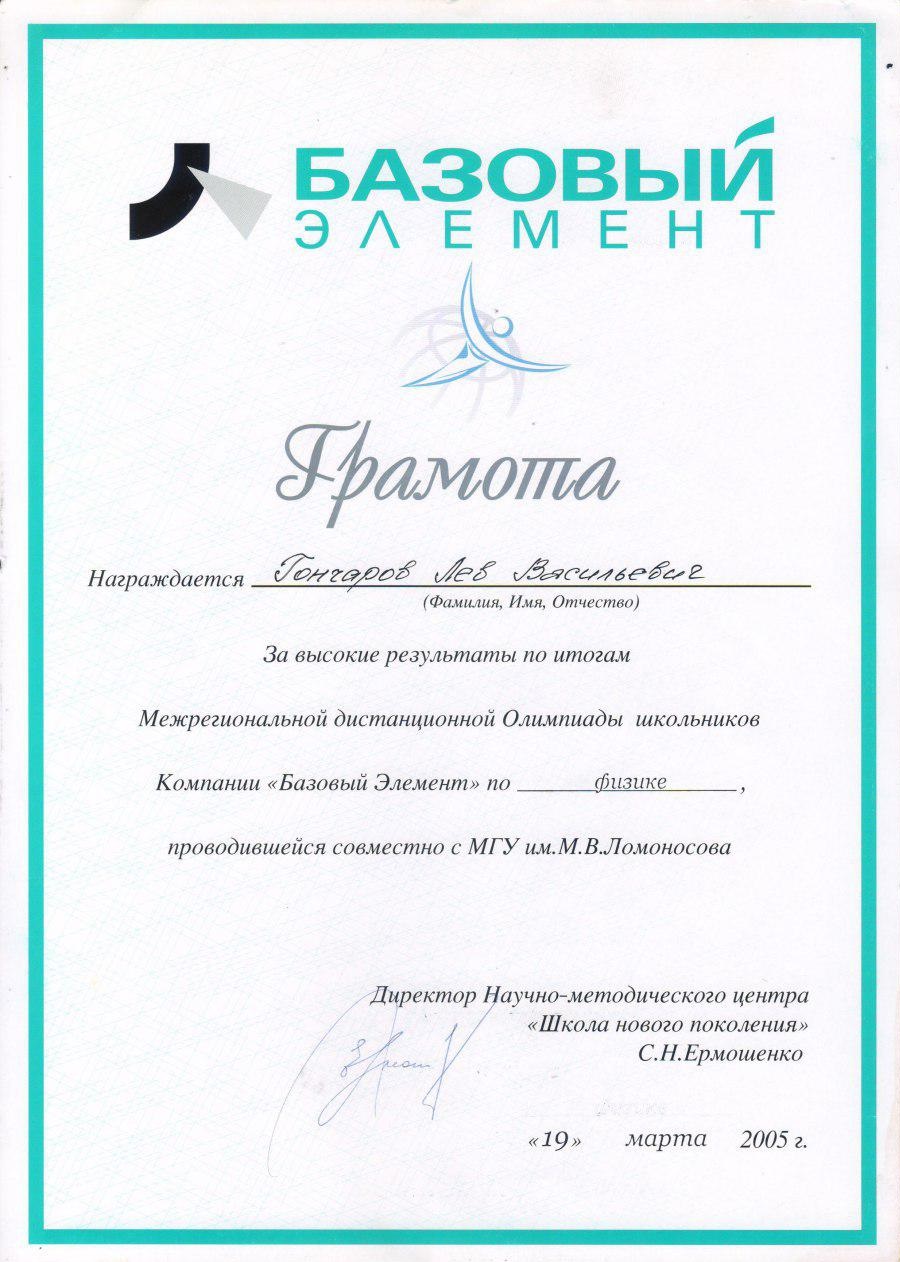 БАЗОВЫЙ
ЭЛЕМЕНТ
Грамота
Награждается Гончаров Лев Васильевич
(Фамилия, Имя, Отчество)
За высокие результаты по итогам
Межрегиональной дистанционной Олимпиады школьников
Компании «Базовый Элемент» по физике,
проводившейся совместно с МГУ им.М.В.Ломоносова
Директор Научно-методического центра
«Школа нового поколения»
С.Н.Ермошенко
физике
«19» марта 2005 г.